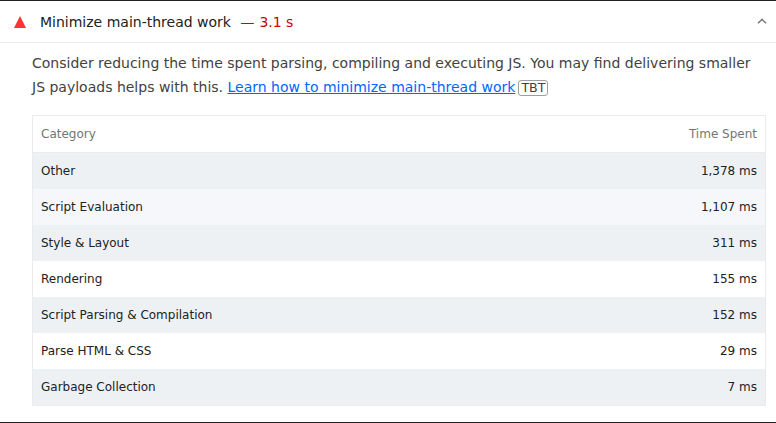 Minimize main-thread work — 3.1 s
Consider reducing the time spent parsing, compiling and executing JS. You may find delivering smaller
JS payloads helps with this. Learn how to minimize main-thread work TBT
Category Time Spent
Other 1,378 ms
Script Evaluation 1,107 ms
Style & Layout 311 ms
Rendering 155 ms
Script Parsing & Compilation 152 ms
Parse HTML & CSS 29 ms
Garbage Collection 7 ms